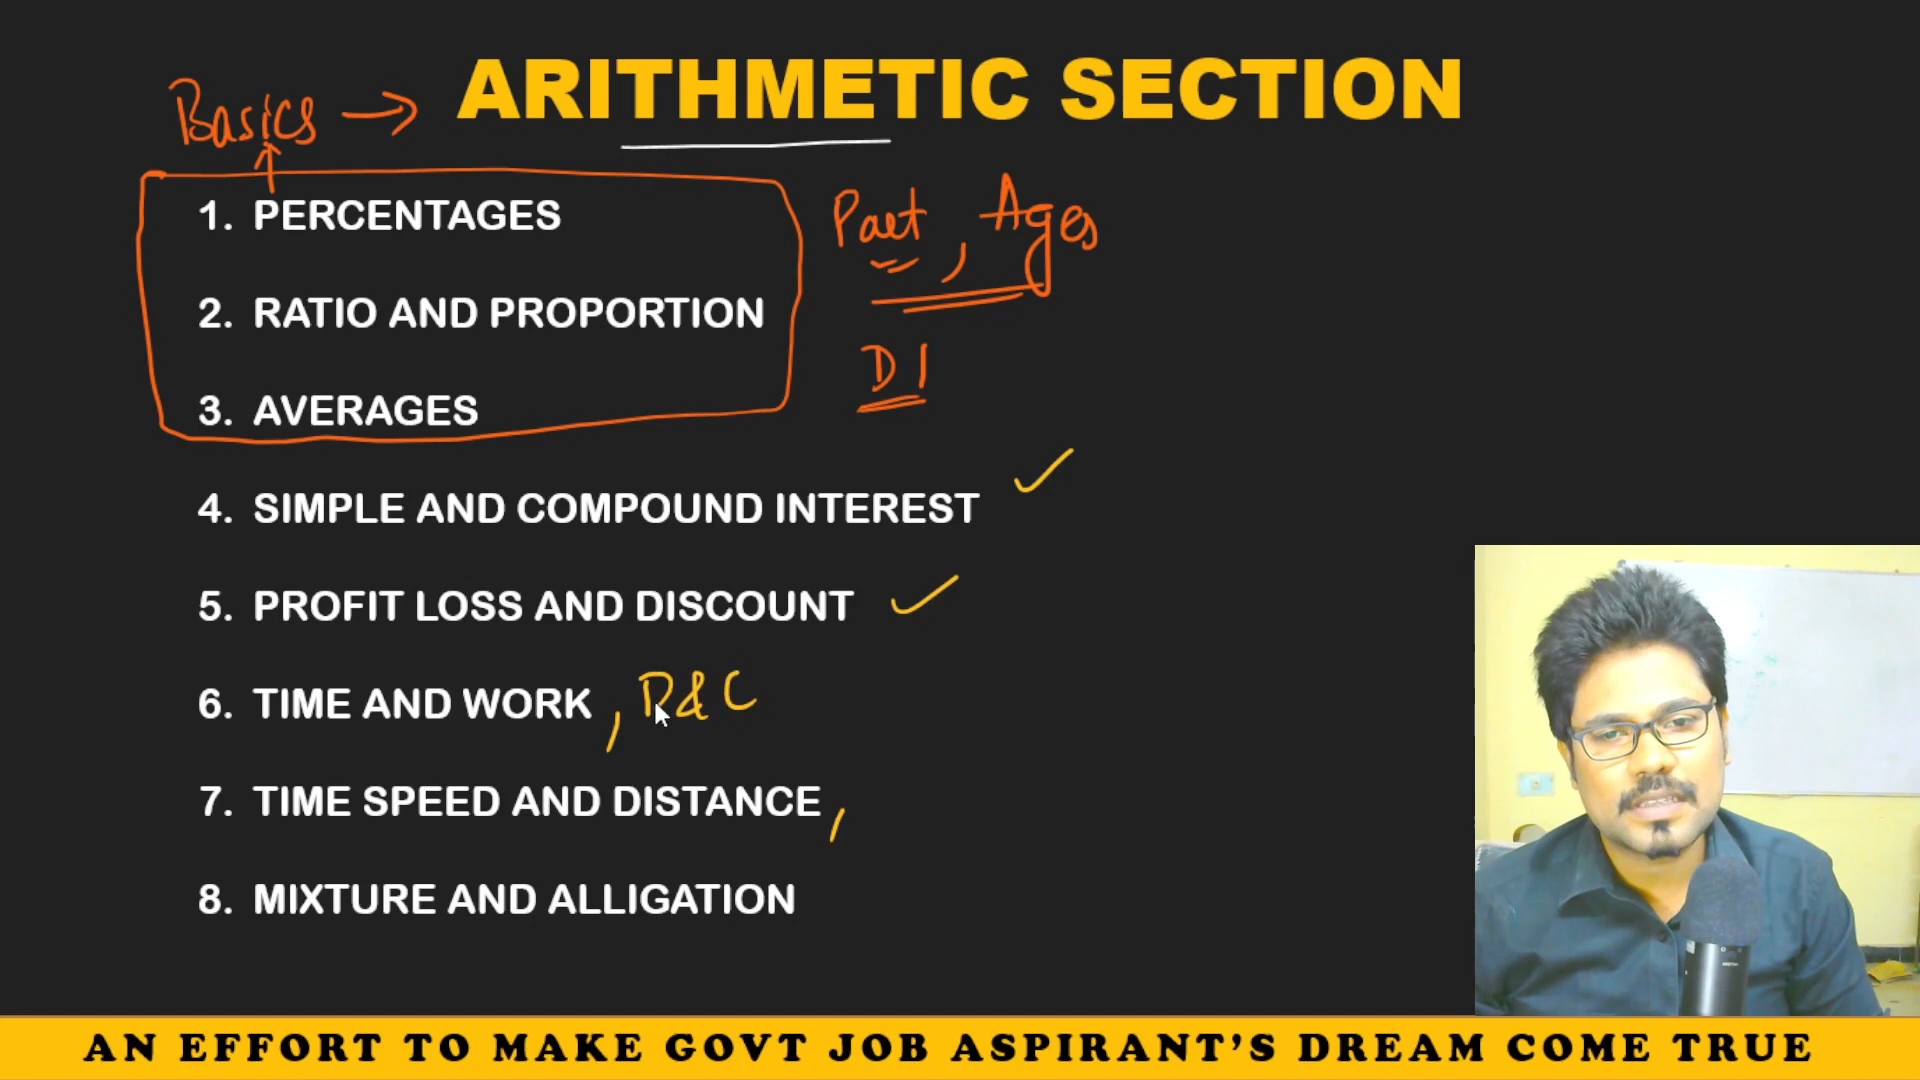 Basics → ARITHMETIC SECTION
1. PERCENTAGES
Part, Ages
2. RATIO AND PROPORTION
DI
3. AVERAGES
4. SIMPLE AND COMPOUND INTEREST ✓
5. PROFIT LOSS AND DISCOUNT ✓
6. TIME AND WORK, P&C
7. TIME SPEED AND DISTANCE,
8. MIXTURE AND ALLIGATION
AN EFFORT TO MAKE GOVT JOB ASPIRANT'S DREAM COME TRUE